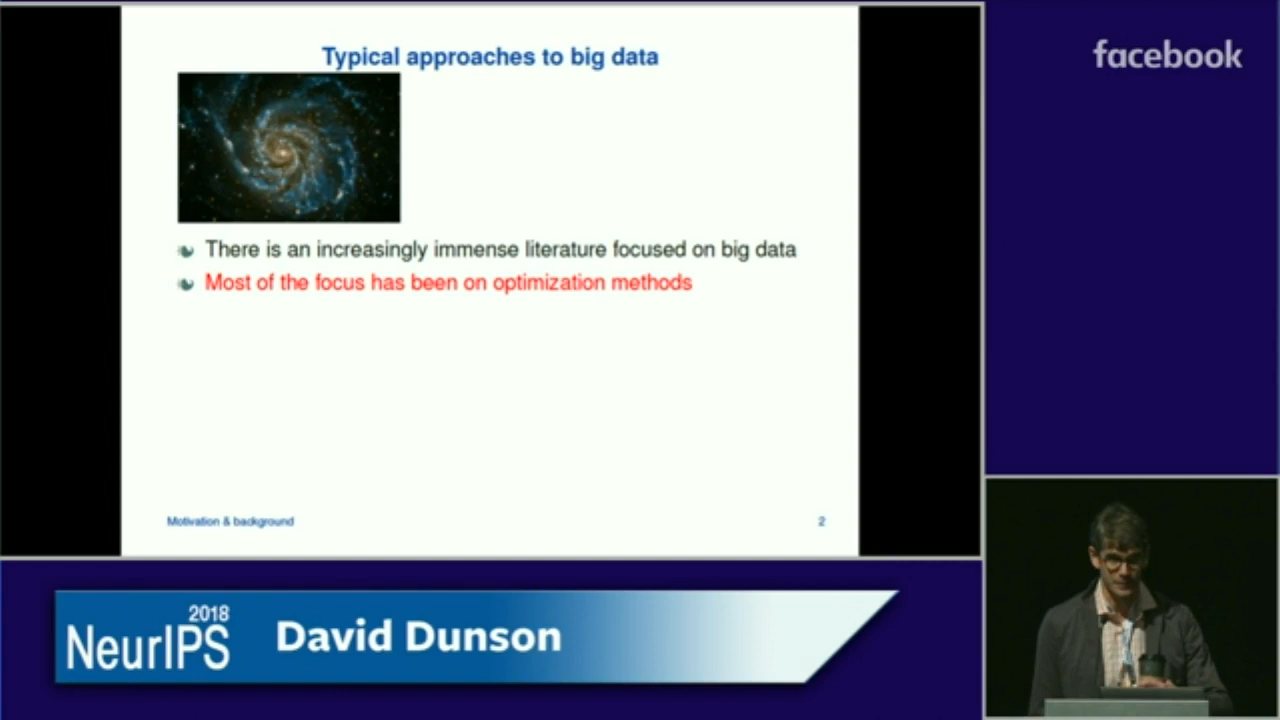 Typical approaches to big data
There is an increasingly immense literature focused on big data
Most of the focus has been on optimization methods
Motivation & background
2
facebook
2018
NeurIPS
David Dunson